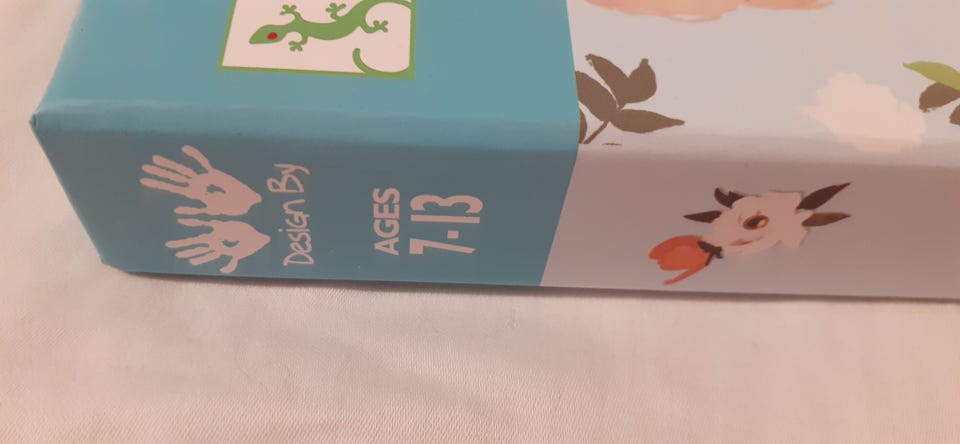 Design By
AGES
7-13